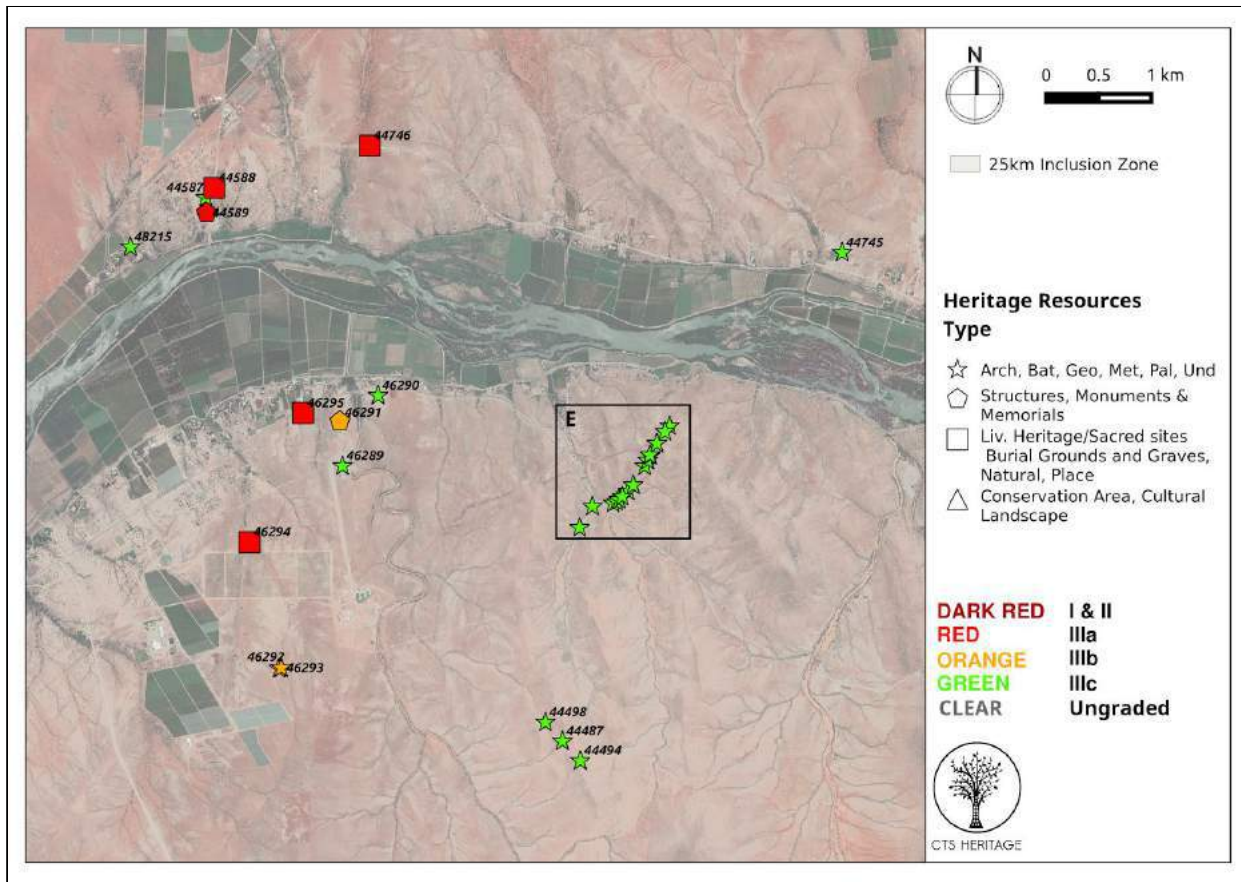 44746
44588
44587
44589
48215
44745
46290
46295
46291
E
46289
46294
46292
46293
44498
44487
44494
N
0 0.5 1 km
25km Inclusion Zone
Heritage Resources
Type
Arch, Bat, Geo, Met, Pal, Und
Structures, Monuments &
Memorials
Liv. Heritage/Sacred sites
Burial Grounds and Graves,
Natural, Place
Conservation Area, Cultural
Landscape
DARK RED I & II
RED IIIa
ORANGE IIIb
GREEN IIIc
CLEAR Ungraded
CTS HERITAGE